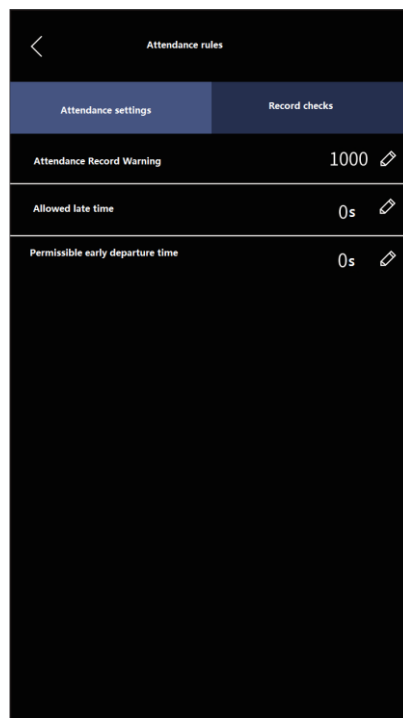 Attendance rules
Attendance settings
Record checks
Attendance Record Warning
1000
Allowed late time
0s
Permissible early departure time
0s